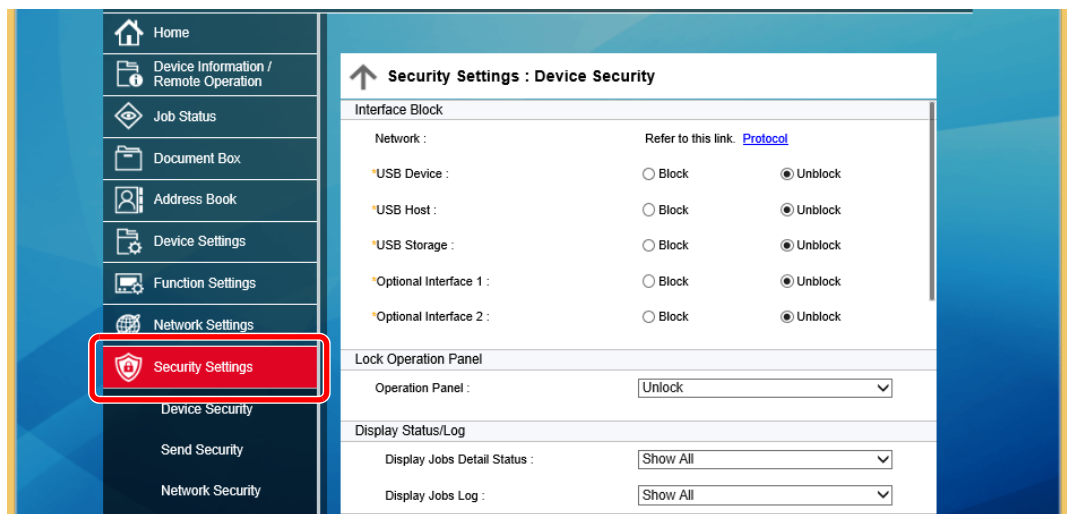 Home
Device Information /
Remote Operation
Job Status
Document Box
Address Book
Device Settings
Function Settings
Network Settings
Security Settings
Device Security
Send Security
Network Security
Security Settings : Device Security
Interface Block
Network : Refer to this link. Protocol
*USB Device : Block Unblock
*USB Host : Block Unblock
*USB Storage : Block Unblock
*Optional Interface 1 : Block Unblock
*Optional Interface 2 : Block Unblock
Lock Operation Panel
Operation Panel : Unlock
Display Status/Log
Display Jobs Detail Status : Show All
Display Jobs Log : Show All